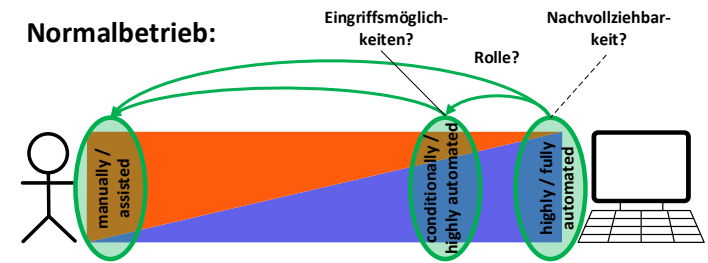 Normalbetrieb:
Eingriffsmöglich-
keiten?
Rolle?
Nachvollziehbar-
keit?
manually /
assisted
conditionally /
highly automated
highly / fully
automated